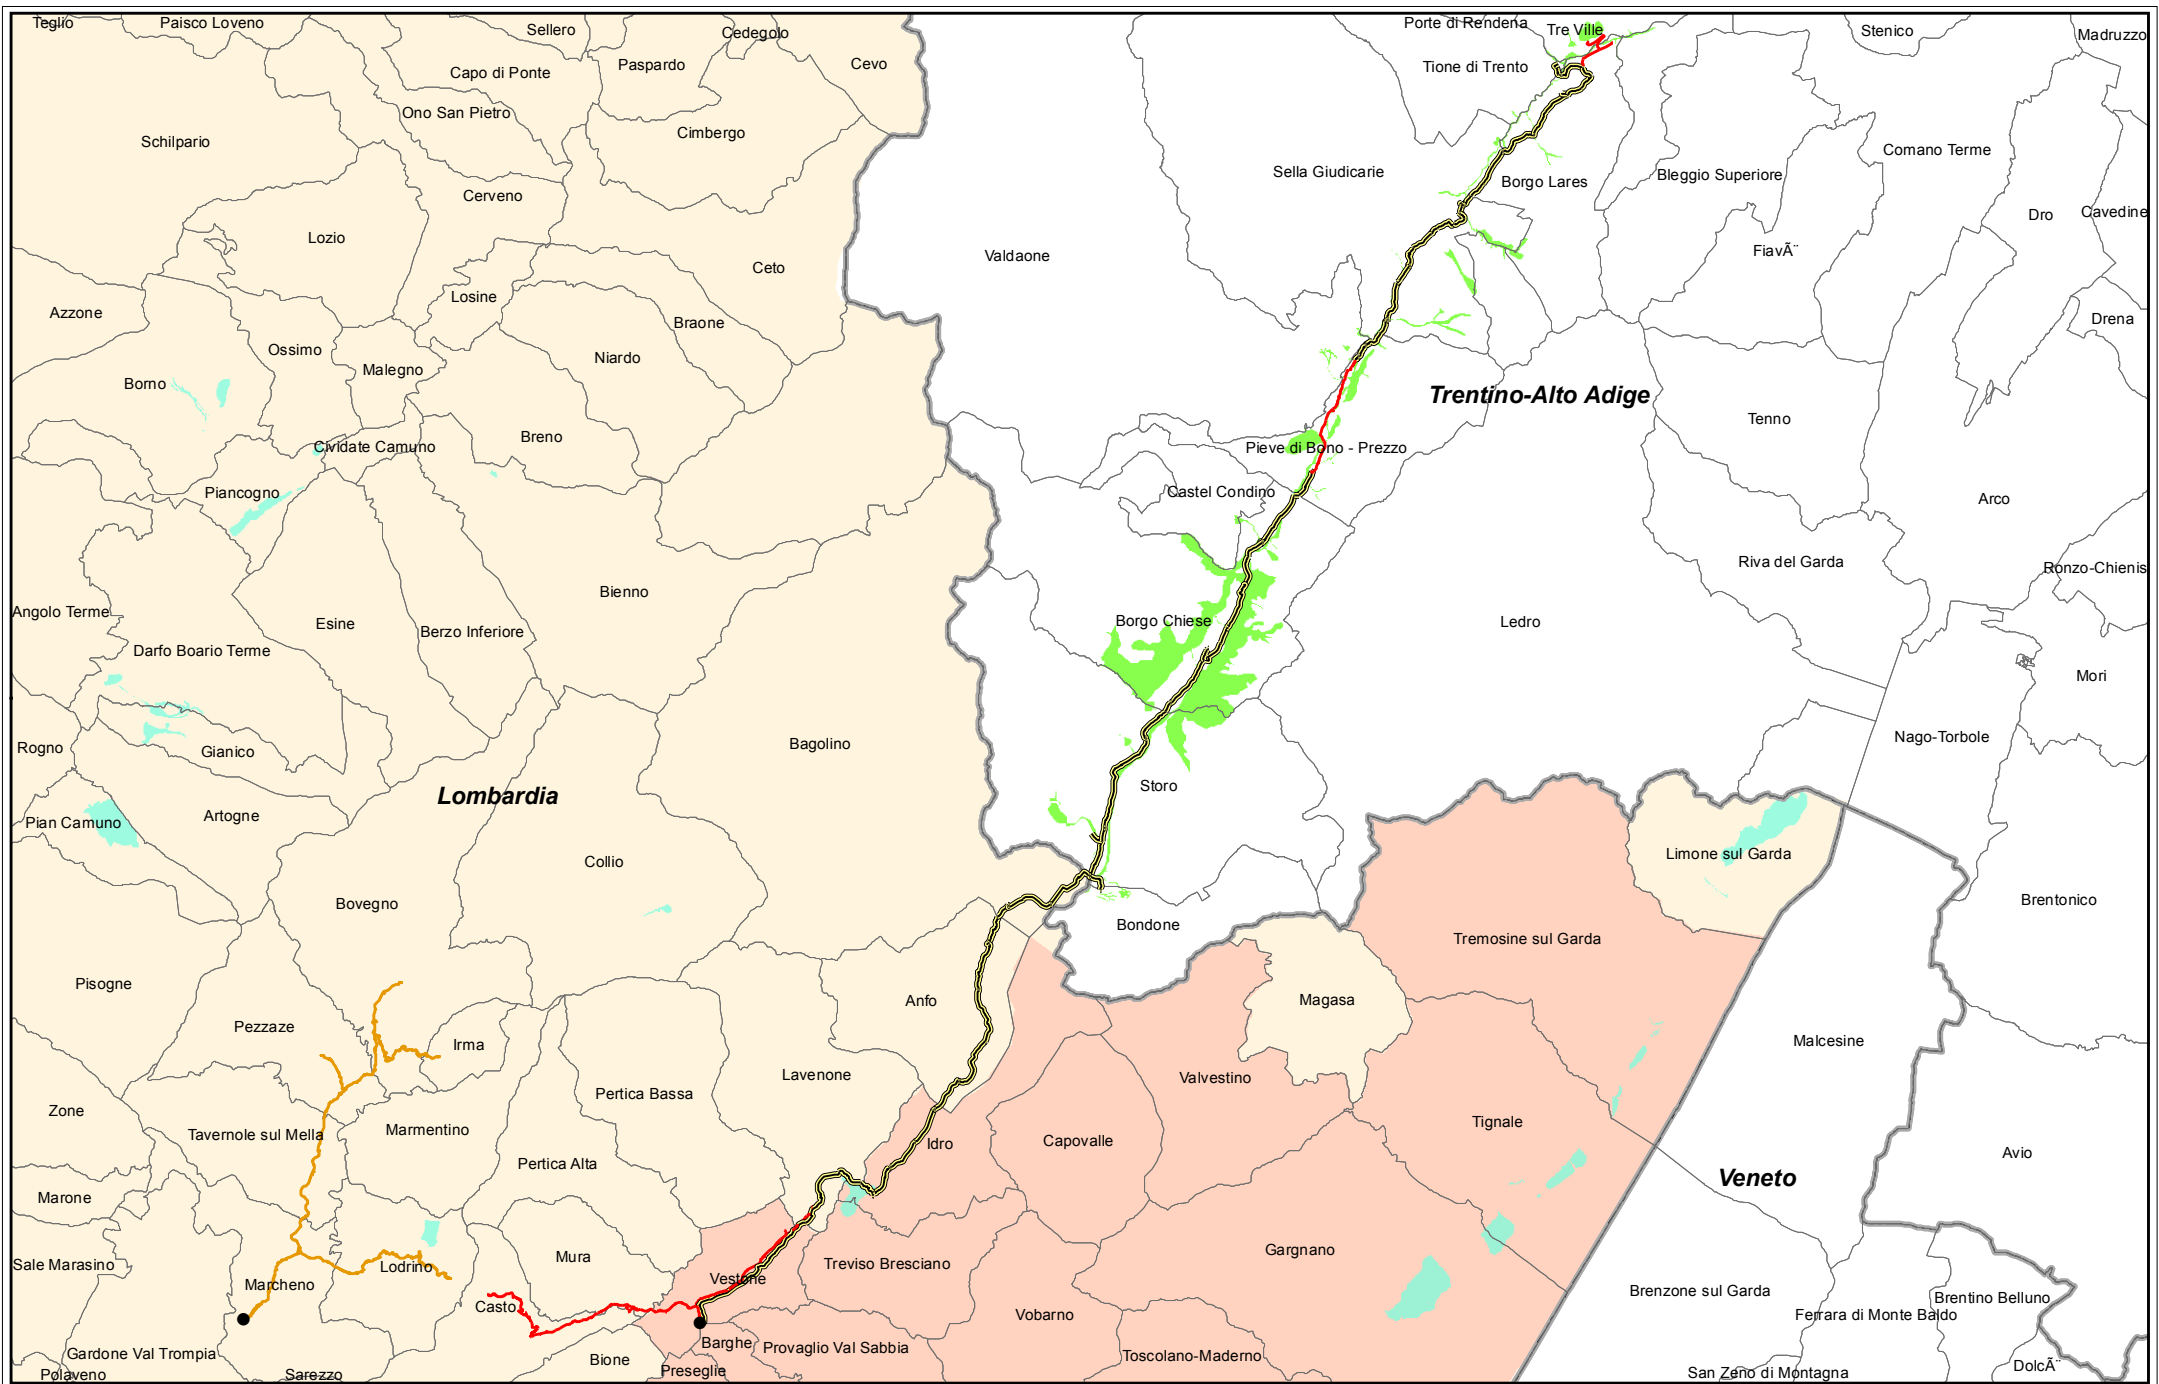 Teglio
Paisco Loveno
Sellero
Cedegolo
Porte di Rendena
Tre Ville
Stenico
Madruzzo
Capo di Ponte
Paspardo
Cevo
Tione di Trento
Ono San Pietro
Cimbergo
Schilpario
Comano Terme
Sella Giudicarie
Bleggio Superiore
Borgo Lares
Cerveno
Dro
Cavedine
Lozio
Valdaone
FiavÃ¨
Ceto
Losine
Azzone
Braone
Drena
Ossimo
Niardo
Malegno
Borno
Trentino-Alto Adige
Tenno
Breno
Cividate Camuno
Pieve di Bono - Prezzo
Piancogno
Castel Condino
Arco
Riva del Garda
Ronzo-Chienis
Bienno
Angolo Terme
Esine
Berzo Inferiore
Borgo Chiese
Ledro
Darfo Boario Terme
Mori
Rogno
Gianico
Bagolino
Nago-Torbole
Lombardia
Storo
Pian Camuno
Artogne
Collio
Limone sul Garda
Bovegno
Brentonico
Bondone
Tremosine sul Garda
Pisogne
Anfo
Magasa
Pezzaze
Irma
Malcesine
Lavenone
Valvestino
Pertica Bassa
Zone
Tavernole sul Mella
Marmentino
Idro
Capovalle
Tignale
Pertica Alta
Avio
Veneto
Marone
Mura
Gargnano
Sale Marasino
Lodrino
Treviso Bresciano
Marcheno
Vestone
Brenzone sul Garda
Brentino Belluno
Casto
Vobarno
Ferrara di Monte Baldo
Barghe
Provaglio Val Sabbia
Gardone Val Trompia
Bione
Toscolano-Maderno
DolcÃ¨
Polaveno
Sarezzo
Preseglie
San Zeno di Montagna